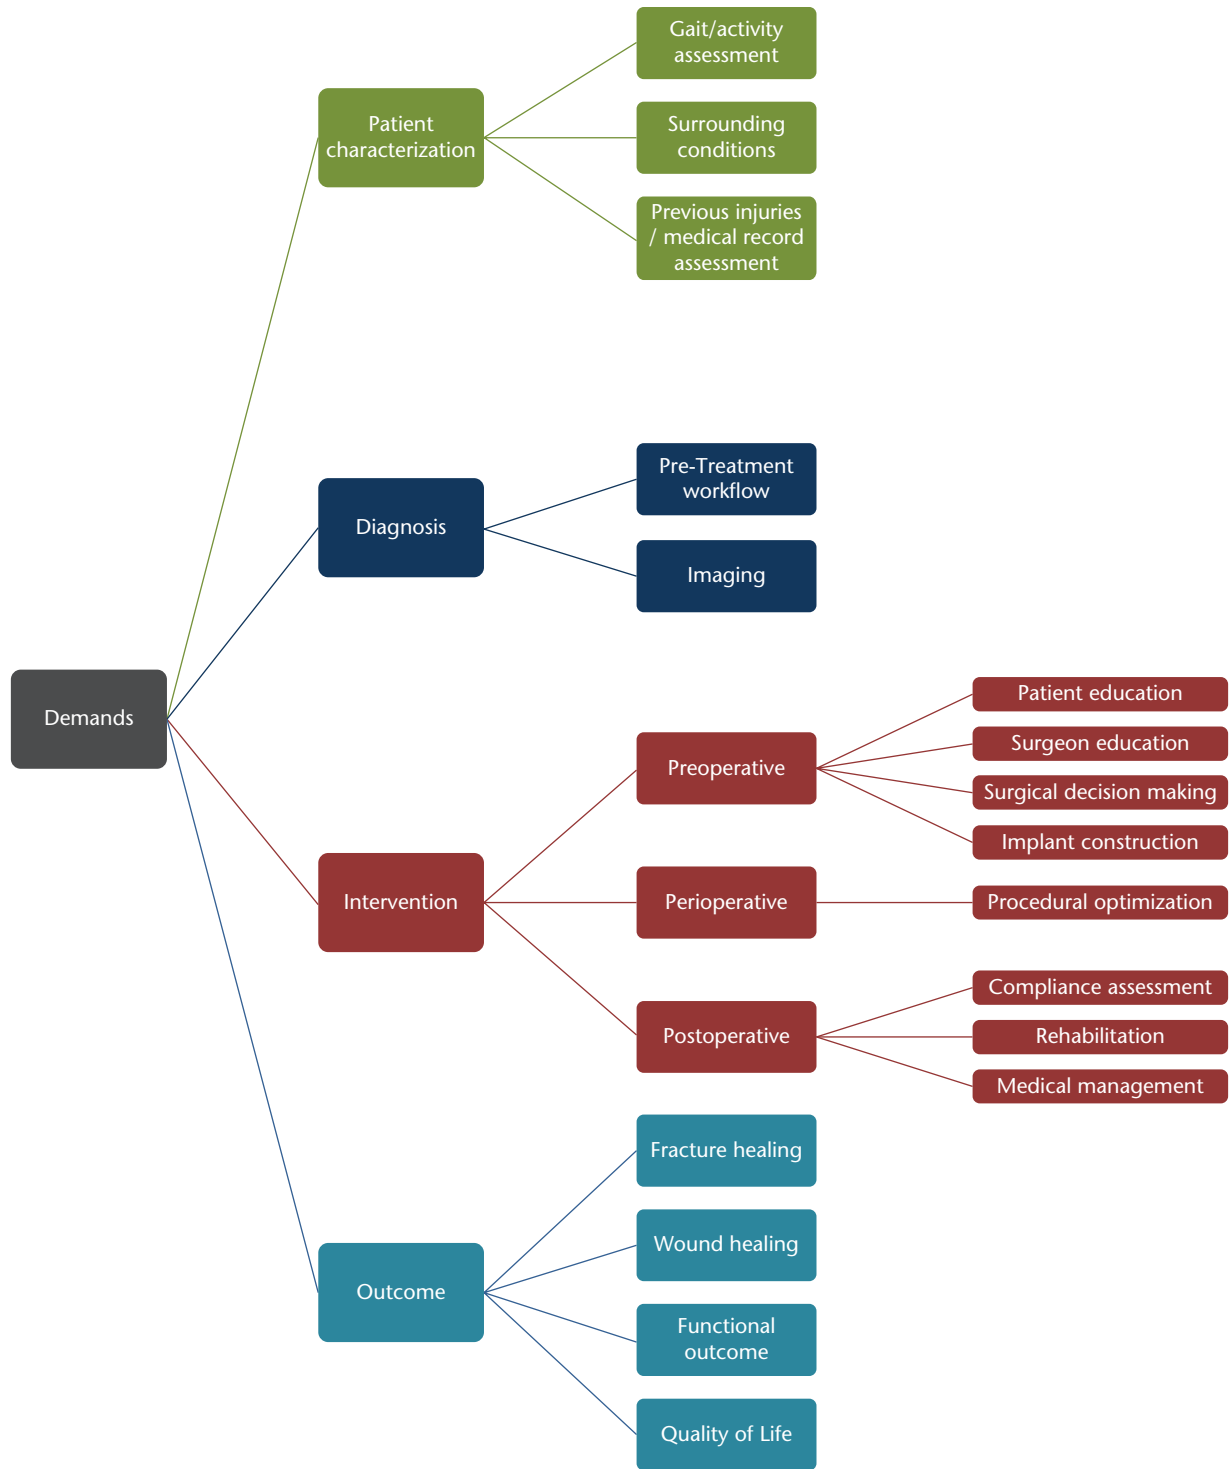 Gait/activity
assessment
Patient
characterization
Surrounding
conditions
Previous injuries
/ medical record
assessment
Pre-Treatment
workflow
Diagnosis
Imaging
Demands
Patient education
Surgeon education
Preoperative
Surgical decision making
Implant construction
Intervention
Perioperative
Procedural optimization
Compliance assessment
Postoperative
Rehabilitation
Medical management
Fracture healing
Wound healing
Outcome
Functional
outcome
Quality of Life